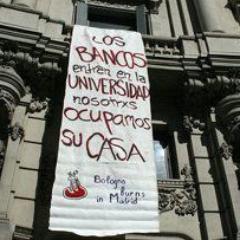 LOS
BANCOS
entran en la
UNIVERSIDAD
nosotrxs
OCUPAMOS
SU CASA
Bologna
burns
in Madrid